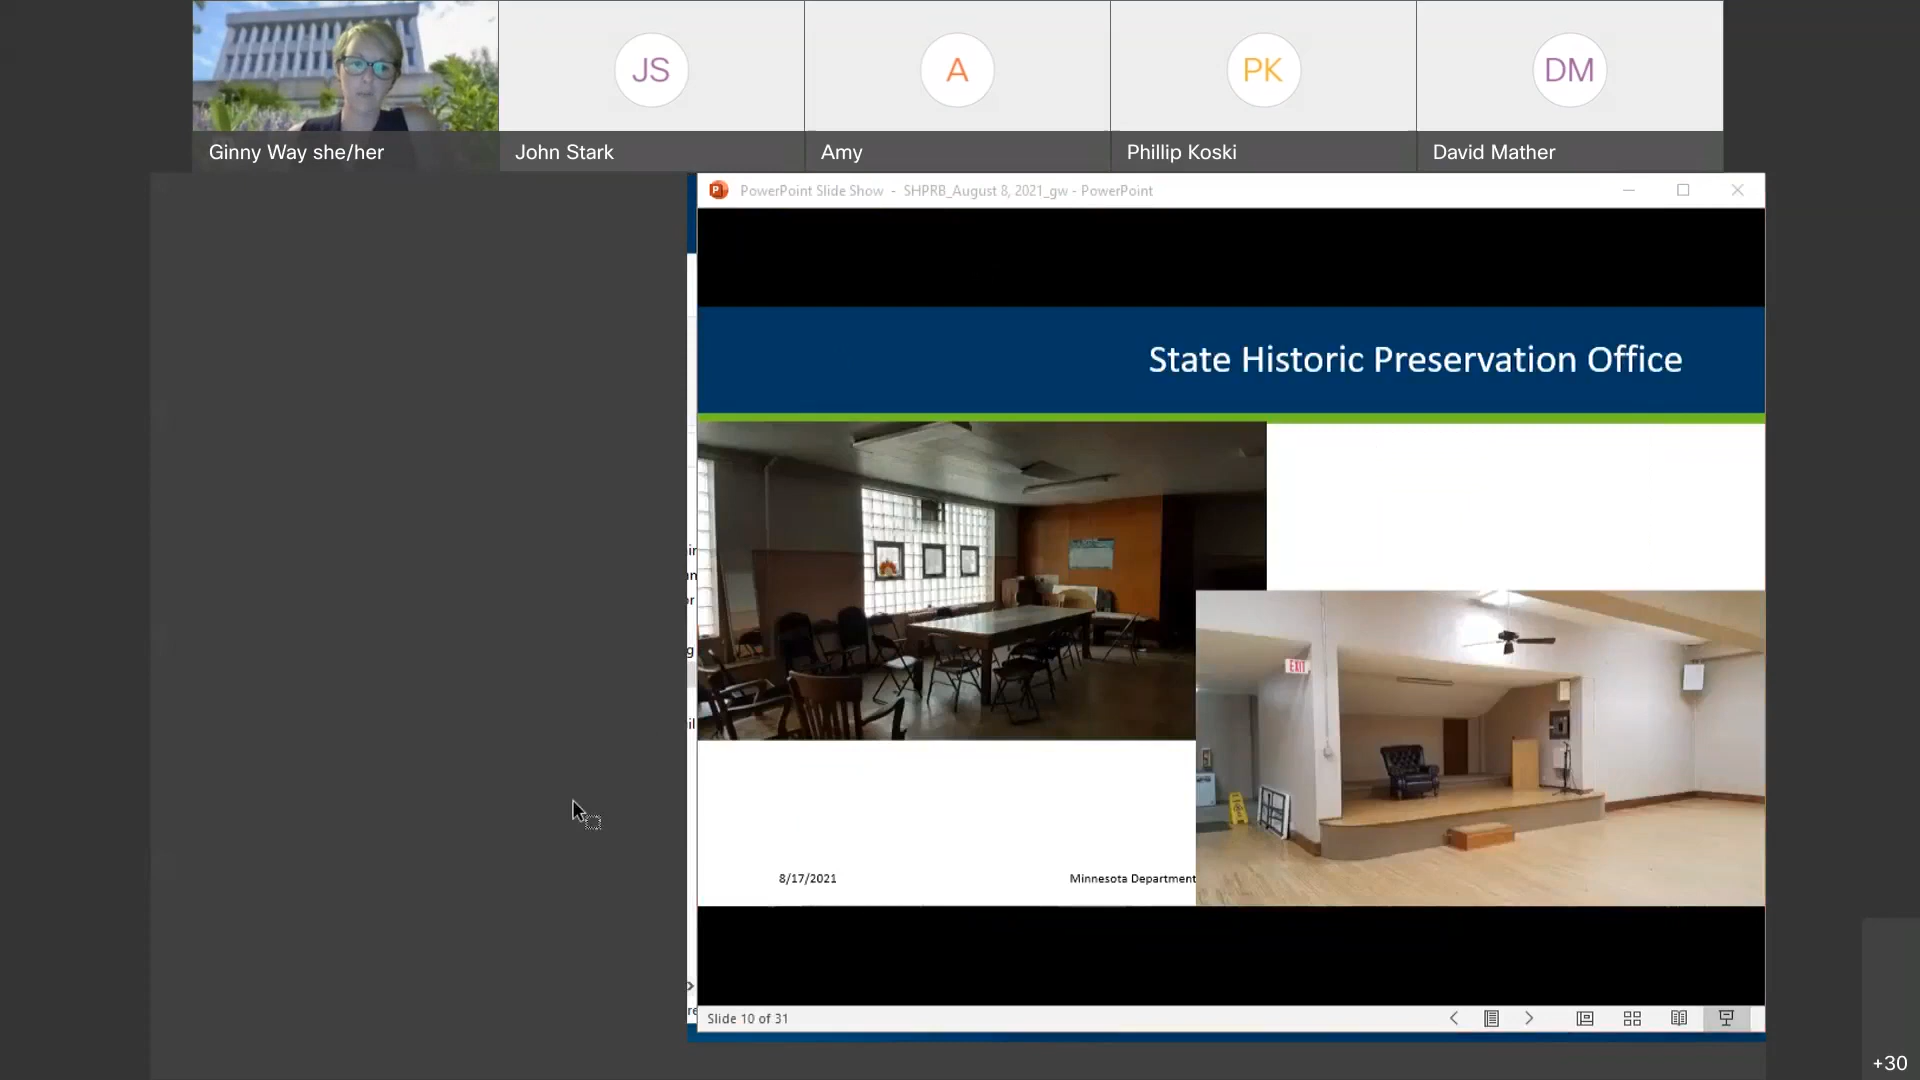 JS
A
PK
DM
Ginny Way she/her
John Stark
Amy
Phillip Koski
David Mather
PowerPoint Slide Show - SHPRB_August 8, 2021_gw - PowerPoint
State Historic Preservation Office
EXIT
8/17/2021
Minnesota Department
Slide 10 of 31
+30